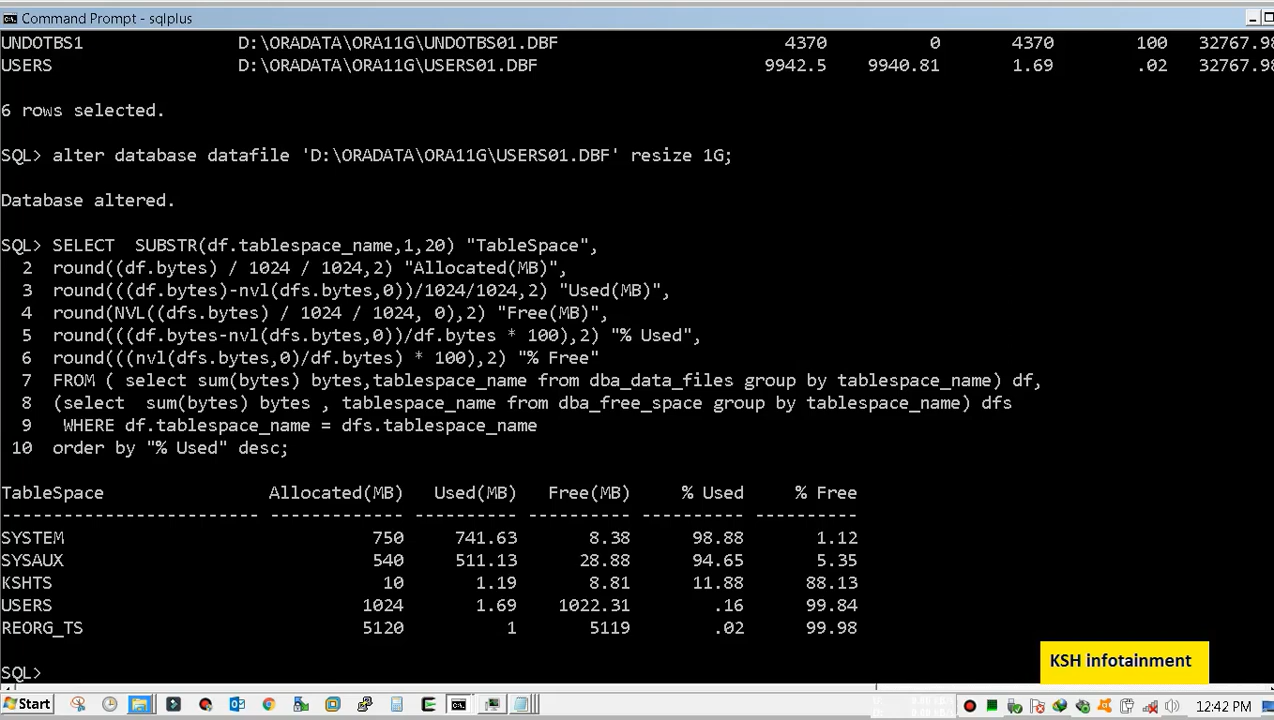 Command Prompt - sqlplus
UNDOTBS1 D:\ORADATA\ORA11G\UNDOTBS01.DBF 4370 0 4370 100 32767.98
USERS D:\ORADATA\ORA11G\USERS01.DBF 9942.5 9940.81 1.69 .02 32767.98
6 rows selected.
SQL> alter database datafile 'D:\ORADATA\ORA11G\USERS01.DBF' resize 1G;
Database altered.
SQL> SELECT  SUBSTR(df.tablespace_name,1,20) "TableSpace",
2 round((df.bytes) / 1024 / 1024,2) "Allocated(MB)",
3 round(((df.bytes)-nvl(dfs.bytes,0))/1024/1024,2) "Used(MB)",
4 round(NVL((dfs.bytes) / 1024 / 1024, 0),2) "Free(MB)",
5 round(((df.bytes-nvl(dfs.bytes,0))/df.bytes * 100),2) "% Used",
6 round(((nvl(dfs.bytes,0)/df.bytes) * 100),2) "% Free"
7 FROM ( select sum(bytes) bytes,tablespace_name from dba_data_files group by tablespace_name) df,
8 (select  sum(bytes) bytes , tablespace_name from dba_free_space group by tablespace_name) dfs
9 WHERE df.tablespace_name = dfs.tablespace_name
10 order by "% Used" desc;
TableSpace Allocated(MB) Used(MB) Free(MB) % Used % Free
------------------------- ------------- ---------- ---------- ---------- ----------
SYSTEM 750 741.63 8.38 98.88 1.12
SYSAUX 540 511.13 28.88 94.65 5.35
KSHTS 10 1.19 8.81 11.88 88.13
USERS 1024 1.69 1022.31 .16 99.84
REORG_TS 5120 1 5119 .02 99.98
SQL>
KSH infotainment
Start
12:42 PM